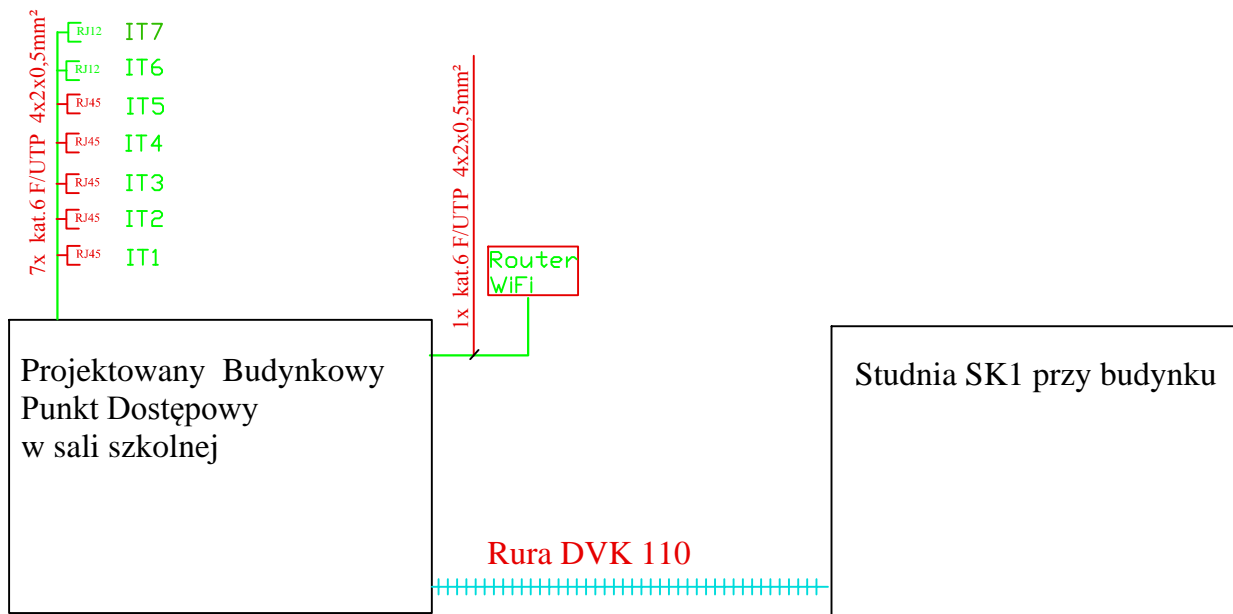 7x kat.6 F/UTP 4x2x0,5mm²
RJ12 IT7
RJ12 IT6
RJ45 IT5
RJ45 IT4
RJ45 IT3
RJ45 IT2
RJ45 IT1
1x kat.6 F/UTP 4x2x0,5mm²
Router
WiFi
Projektowany Budynkowy
Punkt Dostępowy
w sali szkolnej
Studnia SK1 przy budynku
Rura DVK 110